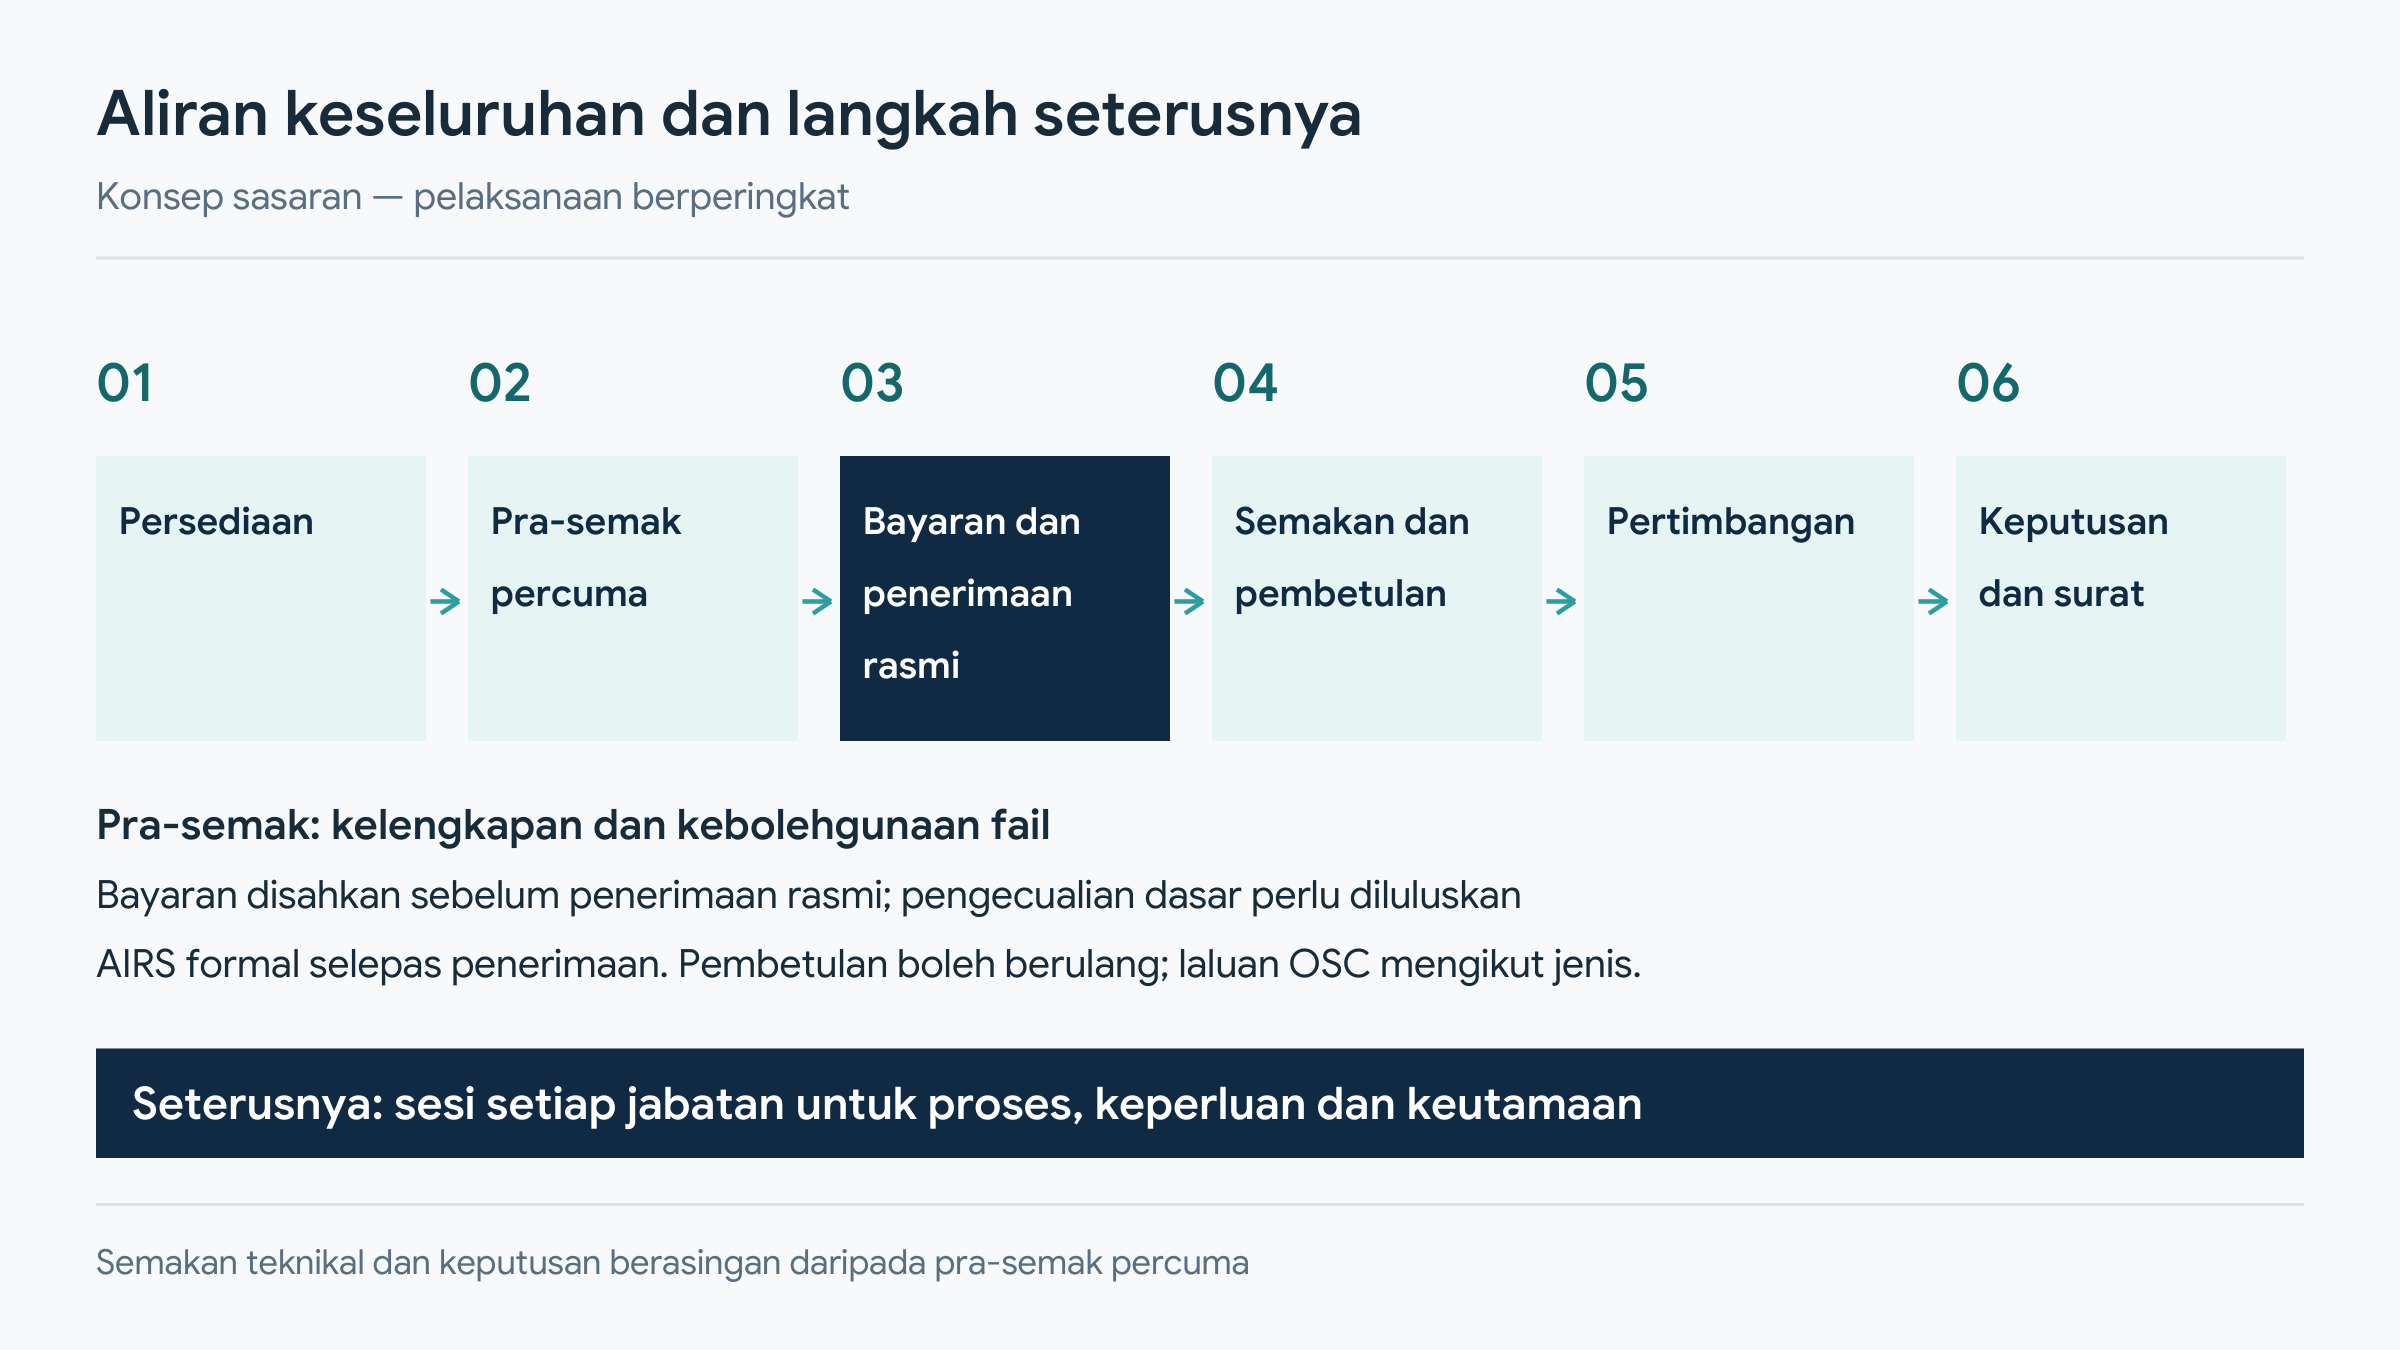 Aliran keseluruhan dan langkah seterusnya
Konsep sasaran — pelaksanaan berperingkat
01
02
03
04
05
06
Persediaan
Pra-semak
percuma
Bayaran dan
penerimaan
rasmi
Semakan dan
pembetulan
Pertimbangan
Keputusan
dan surat
Pra-semak: kelengkapan dan kebolehgunaan fail
Bayaran disahkan sebelum penerimaan rasmi; pengecualian dasar perlu diluluskan
AIRS formal selepas penerimaan. Pembetulan boleh berulang; laluan OSC mengikut jenis.
Seterusnya: sesi setiap jabatan untuk proses, keperluan dan keutamaan
Semakan teknikal dan keputusan berasingan daripada pra-semak percuma